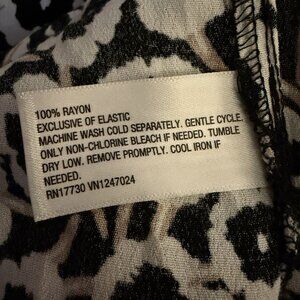 100% RAYON
EXCLUSIVE OF ELASTIC
MACHINE WASH COLD SEPARATELY. GENTLE CYCLE.
ONLY NON-CHLORINE BLEACH IF NEEDED. TUMBLE
DRY LOW. REMOVE PROMPTLY. COOL IRON IF
NEEDED.
RN17730 VN1247024